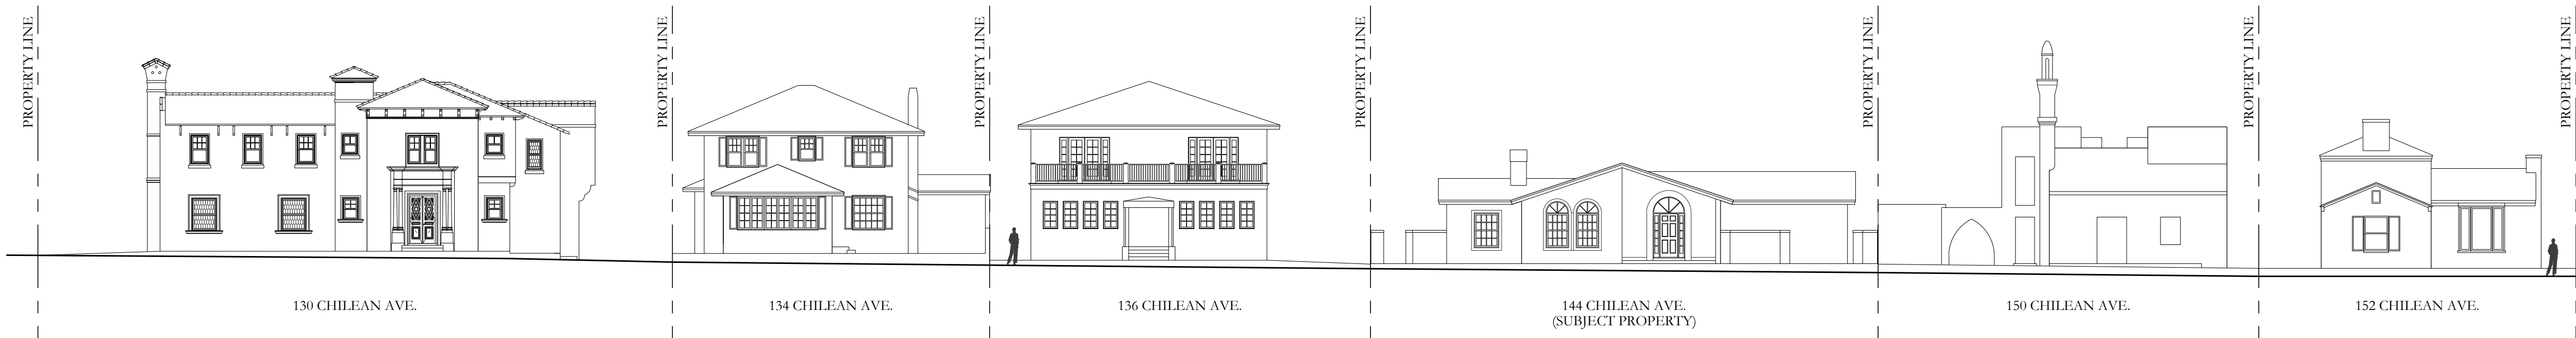 PROPERTY LINE
PROPERTY LINE
PROPERTY LINE
PROPERTY LINE
PROPERTY LINE
PROPERTY LINE
PROPERTY LINE
130 CHILEAN AVE.
134 CHILEAN AVE.
136 CHILEAN AVE.
144 CHILEAN AVE.
(SUBJECT PROPERTY)
150 CHILEAN AVE.
152 CHILEAN AVE.